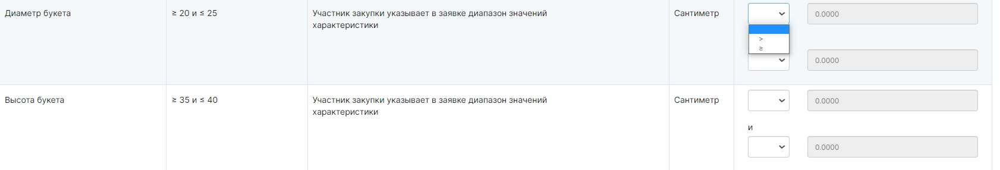 Диаметр букета
≥ 20 и ≤ 25
Участник закупки указывает в заявке диапазон значений
характеристики
Сантиметр
0.0000
>
≥
0.0000
Высота букета
≥ 35 и ≤ 40
Участник закупки указывает в заявке диапазон значений
характеристики
Сантиметр
0.0000
и
0.0000